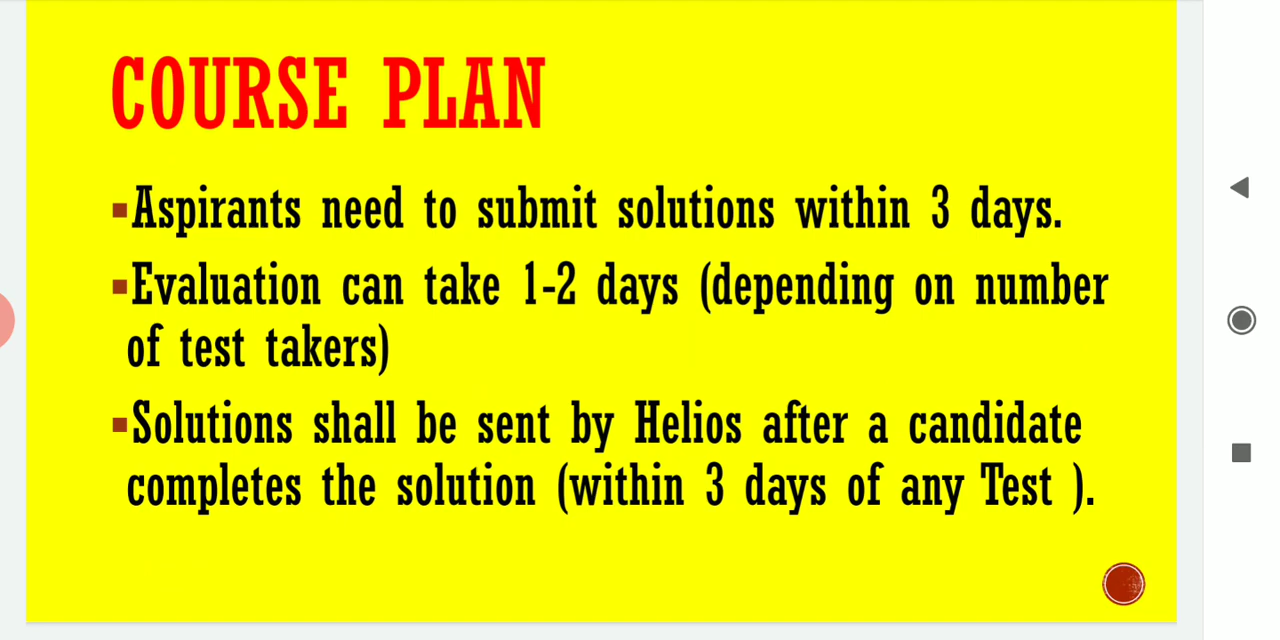 COURSE PLAN
▪Aspirants need to submit solutions within 3 days.
▪Evaluation can take 1-2 days (depending on number
of test takers)
▪Solutions shall be sent by Helios after a candidate
completes the solution (within 3 days of any Test ).